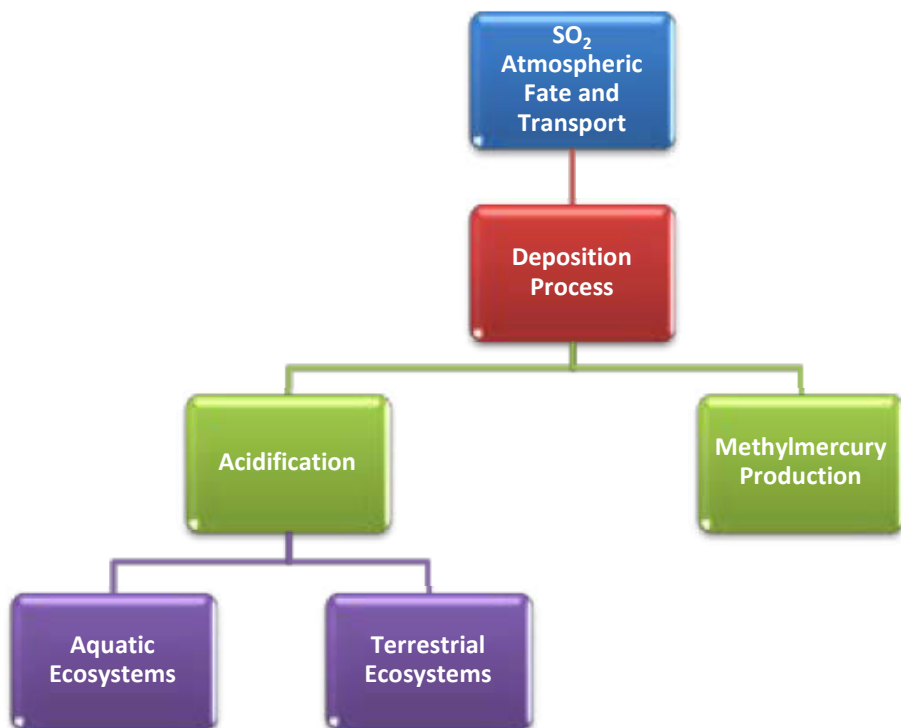 SO₂
Atmospheric
Fate and
Transport
Deposition
Process
Acidification
Methylmercury
Production
Aquatic
Ecosystems
Terrestrial
Ecosystems